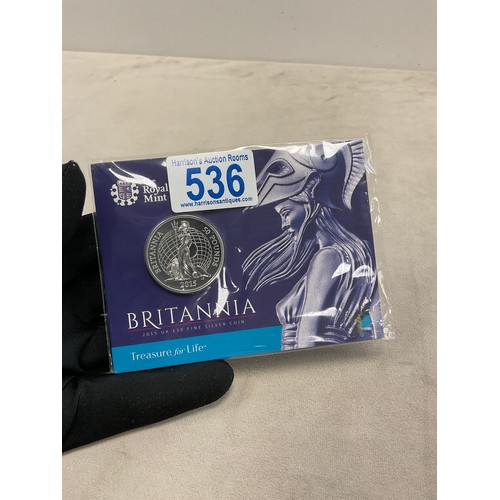 Harrison's Auction Rooms
536
www.harrisonsantiques.com
Royal
Mint
BRITANNIA
50 POUNDS
2015
BRITANNIA
2015 UK £50 FINE SILVER COIN
Treasure for Life™